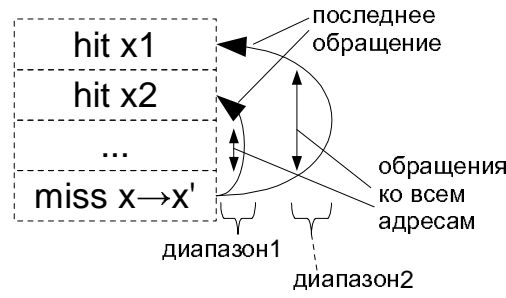 последнее
обращение
hit x1
hit x2
...
miss x→x'
обращения
ко всем
адресам
диапазон1
диапазон2